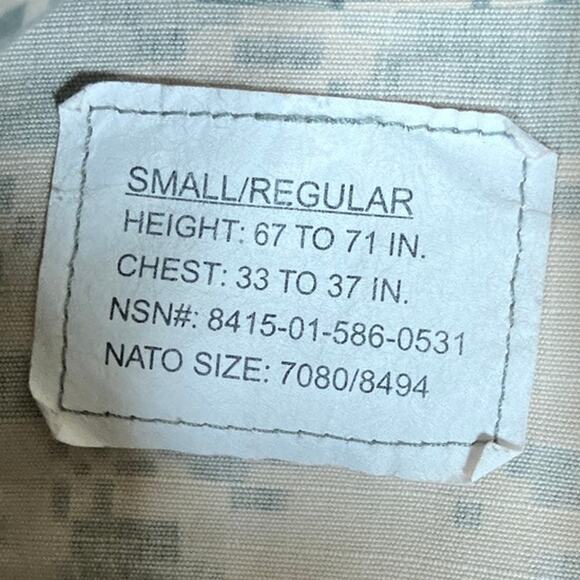 SMALL/REGULAR
HEIGHT: 67 TO 71 IN.
CHEST: 33 TO 37 IN.
NSN#: 8415-01-586-0531
NATO SIZE: 7080/8494